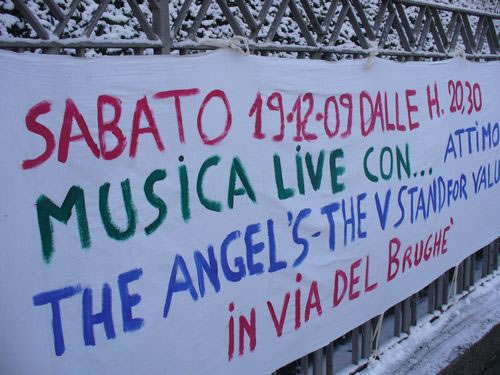 SABATO 19-12-09 DALLE H. 20,30
MUSICA LIVE CON... ATTIMO
THE ANGEL'S-THE V STAND FOR VALU
IN VIA DEL BRUGHE'